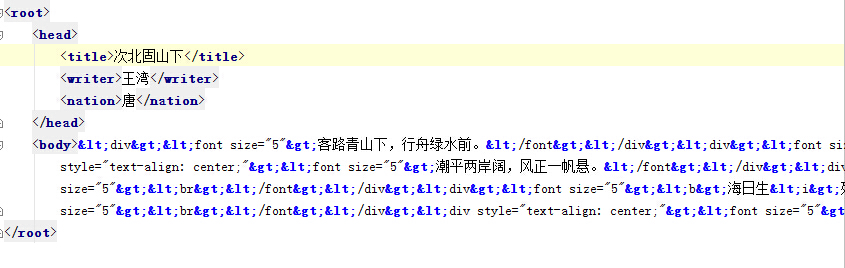 <root>
<head>
<title>次北固山下</title>
<writer>王湾</writer>
<nation>唐</nation>
</head>
<body>&lt;div&gt;&lt;font size="5"&gt;客路青山下，行舟绿水前。&lt;/font&gt;&lt;/div&gt;&lt;div&gt;&lt;font si
style="text-align: center;"&gt;&lt;font size="5"&gt;潮平两岸阔，风正一帆悬。&lt;/font&gt;&lt;/div&gt;&lt;div
size="5"&gt;&lt;br&gt;&lt;/font&gt;&lt;/div&gt;&lt;div&gt;&lt;font size="5"&gt;&lt;b&gt;海日生&lt;i&gt;
size="5"&gt;&lt;br&gt;&lt;/font&gt;&lt;/div&gt;&lt;div style="text-align: center;"&gt;&lt;font size="5"&gt;
</root>